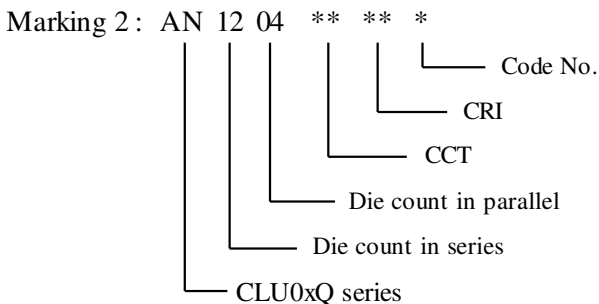 Marking 2 : AN 12 04 ** ** *
Code No.
CRI
CCT
Die count in parallel
Die count in series
CLU0xQ series